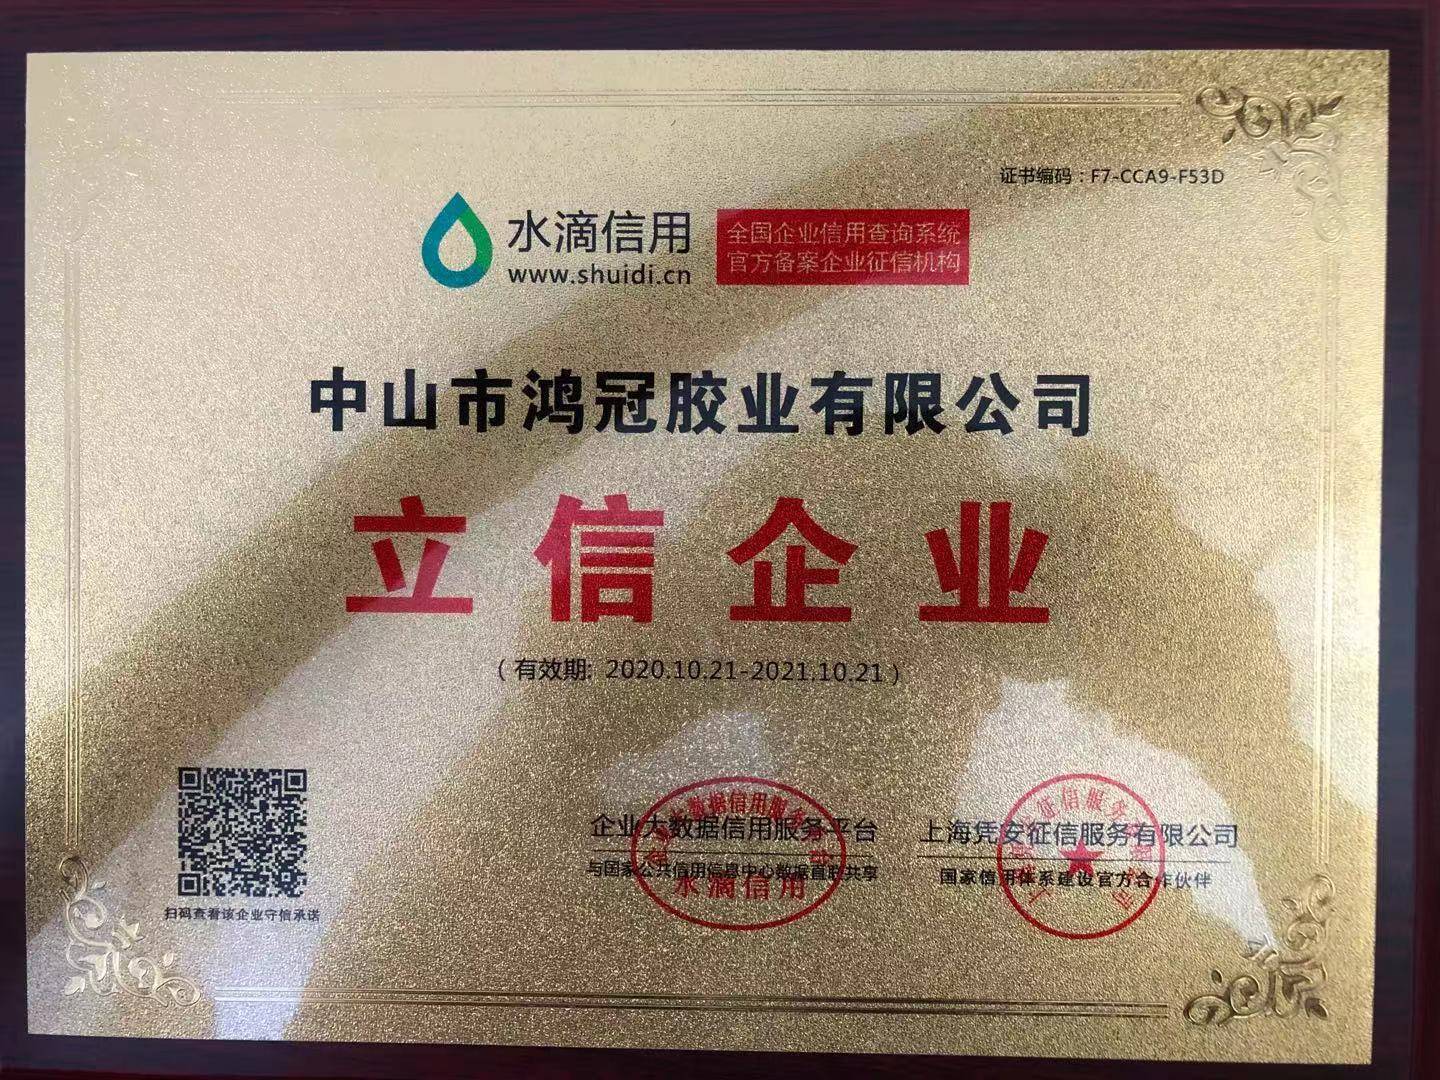 证书编码：F7-CCA9-F53D
水滴信用
www.shuidi.cn
全国企业信用查询系统
官方备案企业征信机构
中山市鸿冠胶业有限公司
立信企业
（有效期: 2020.10.21-2021.10.21）
扫码查看该企业守信承诺
企业大数据信用服务平台
与国家公共信用信息中心数据直联共享
水滴信用
上海凭安征信服务有限公司
国家信用体系建设官方合作伙伴